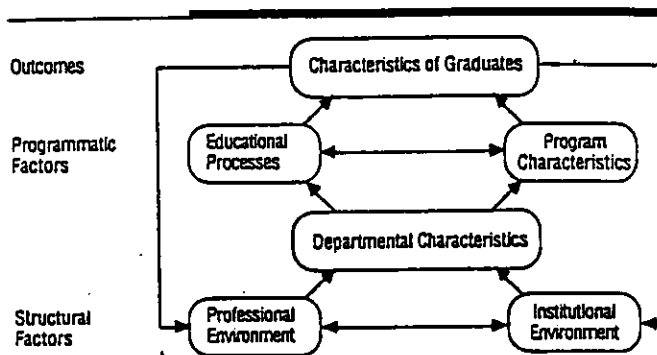 Outcomes
Characteristics of Graduates
Programmatic
Factors
Educational
Processes
Program
Characteristics
Departmental Characteristics
Structural
Factors
Professional
Environment
Institutional
Environment